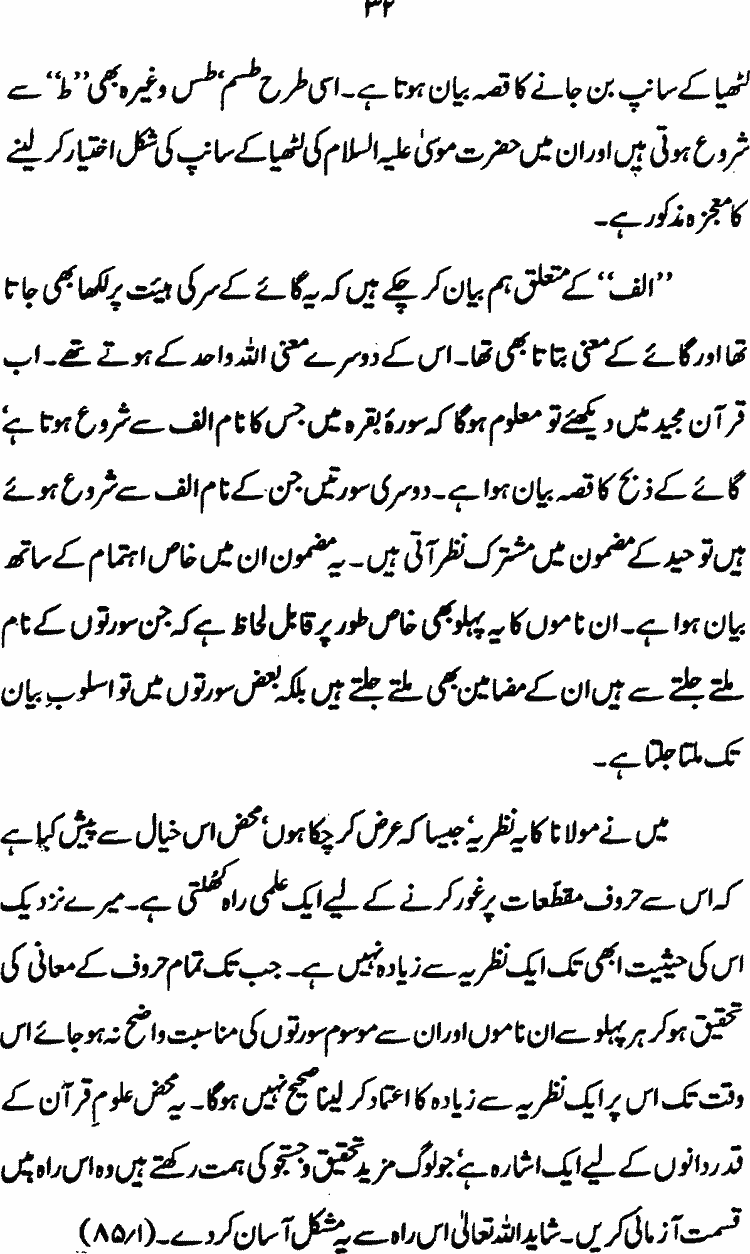 ۳۲
لٹھیا کے سانپ بن جانے کا قصہ بیان ہوتا ہے۔ اسی طرح طٰسم، طٰس وغیرہ بھی ’’ط‘‘ سے
شروع ہوتی ہیں اور ان میں حضرت موسیٰ علیہ السلام کی لٹھیا کے سانپ کی شکل اختیار کر لینے
کا معجزہ مذکور ہے۔
’’الف‘‘ کے متعلق ہم بیان کر چکے ہیں کہ یہ گائے کے سر کی ہیئت پر لکھا بھی جاتا
تھا اور گائے کے معنی بتاتا بھی تھا۔ اس کے دوسرے معنی اللہ واحد کے ہوتے تھے۔ اب
قرآن مجید میں دیکھئے تو معلوم ہوگا کہ سورۂ بقرہ میں جس کا نام الف سے شروع ہوتا ہے،
گائے کے ذبح کا قصہ بیان ہوا ہے۔ دوسری سورتیں جن کے نام الف سے شروع ہوئے
ہیں توحید کے مضمون میں مشترک نظر آتی ہیں۔ یہ مضمون ان میں خاص اہتمام کے ساتھ
بیان ہوا ہے۔ ان ناموں کا یہ پہلو بھی خاص طور پر قابل لحاظ ہے کہ جن سورتوں کے نام
ملتے جلتے سے ہیں ان کے مضامین بھی ملتے جلتے ہیں بلکہ بعض سورتوں میں تو اسلوبِ بیان
تک ملتا جلتا ہے۔
میں نے مولانا کا یہ نظریہ، جیسا کہ عرض کر چکا ہوں، محض اس خیال سے پیش کیا ہے
کہ اس سے حروف مقطعات پر غور کرنے کے لیے ایک علمی راہ کُھلتی ہے۔ میرے نزدیک
اس کی حیثیت ابھی تک ایک نظریہ سے زیادہ نہیں ہے۔ جب تک تمام حروف کے معانی کی
تحقیق ہو کر ہر پہلو سے ان ناموں اور ان سے موسوم سورتوں کی مناسبت واضح نہ ہو جائے اس
وقت تک اس پر ایک نظریہ سے زیادہ کا اعتماد کر لینا صحیح نہیں ہوگا۔ یہ محض علومِ قرآن کے
قدردانوں کے لیے ایک اشارہ ہے، جو لوگ مزید تحقیق و جستجو کی ہمت رکھتے ہیں وہ اس راہ میں
قسمت آزمائی کریں۔ شاید اللہ تعالیٰ اس راہ سے یہ مشکل آسان کر دے۔ (۸۵/۱)